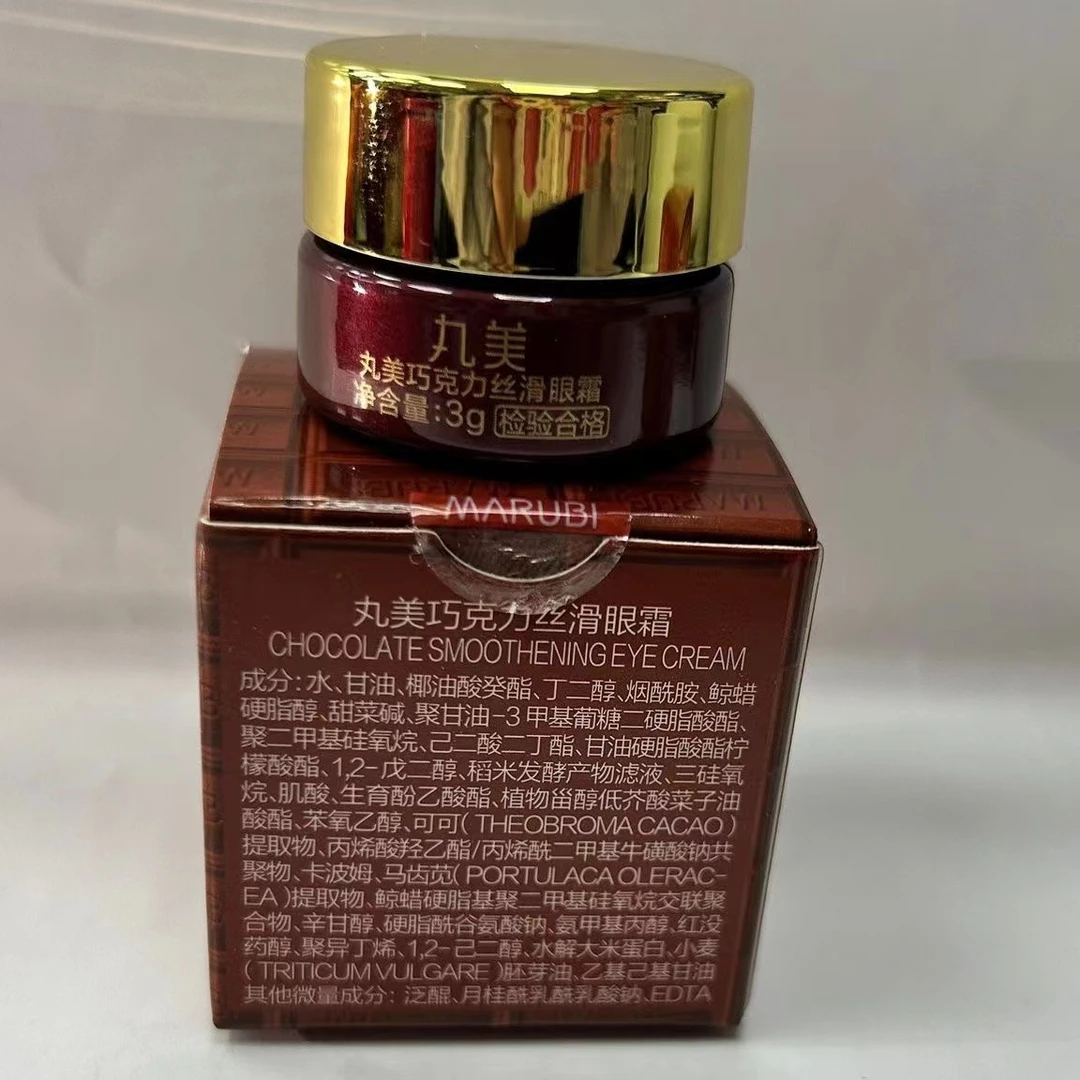 丸美
丸美巧克力丝滑眼霜
净含量:3g 检验合格
MARUBI
丸美巧克力丝滑眼霜
CHOCOLATE SMOOTHENING EYE CREAM
成分:水、甘油、椰油酸癸酯、丁二醇、烟酰胺、鲸蜡
硬脂醇、甜菜碱、聚甘油-3 甲基葡糖二硬脂酸酯、
聚二甲基硅氧烷、己二酸二丁酯、甘油硬脂酸酯柠
檬酸酯、1,2-戊二醇、稻米发酵产物滤液、三硅氧
烷、肌酸、生育酚乙酸酯、植物甾醇低芥酸菜子油
酸酯、苯氧乙醇、可可(THEOBROMA CACAO)
提取物、丙烯酸羟乙酯/丙烯酰二甲基牛磺酸钠共
聚物、卡波姆、马齿苋(PORTULACA OLERAC-
EA)提取物、鲸蜡硬脂基聚二甲基硅氧烷交联聚
合物、辛甘醇、硬脂酰谷氨酸钠、氨甲基丙醇、红没
药醇、聚异丁烯、1,2-己二醇、水解大米蛋白、小麦
(TRITICUM VULGARE)胚芽油、乙基己基甘油
其他微量成分: 泛醌、月桂酰乳酰乳酸钠、EDTA